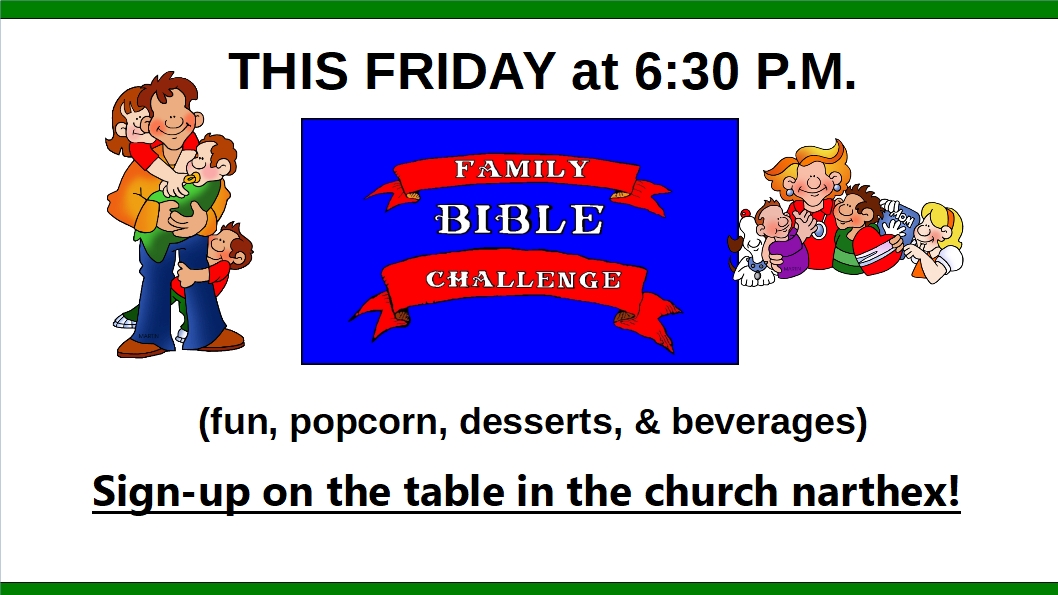 THIS FRIDAY at 6:30 P.M.
FAMILY
BIBLE
CHALLENGE
MOM
(fun, popcorn, desserts, & beverages)
Sign-up on the table in the church narthex!